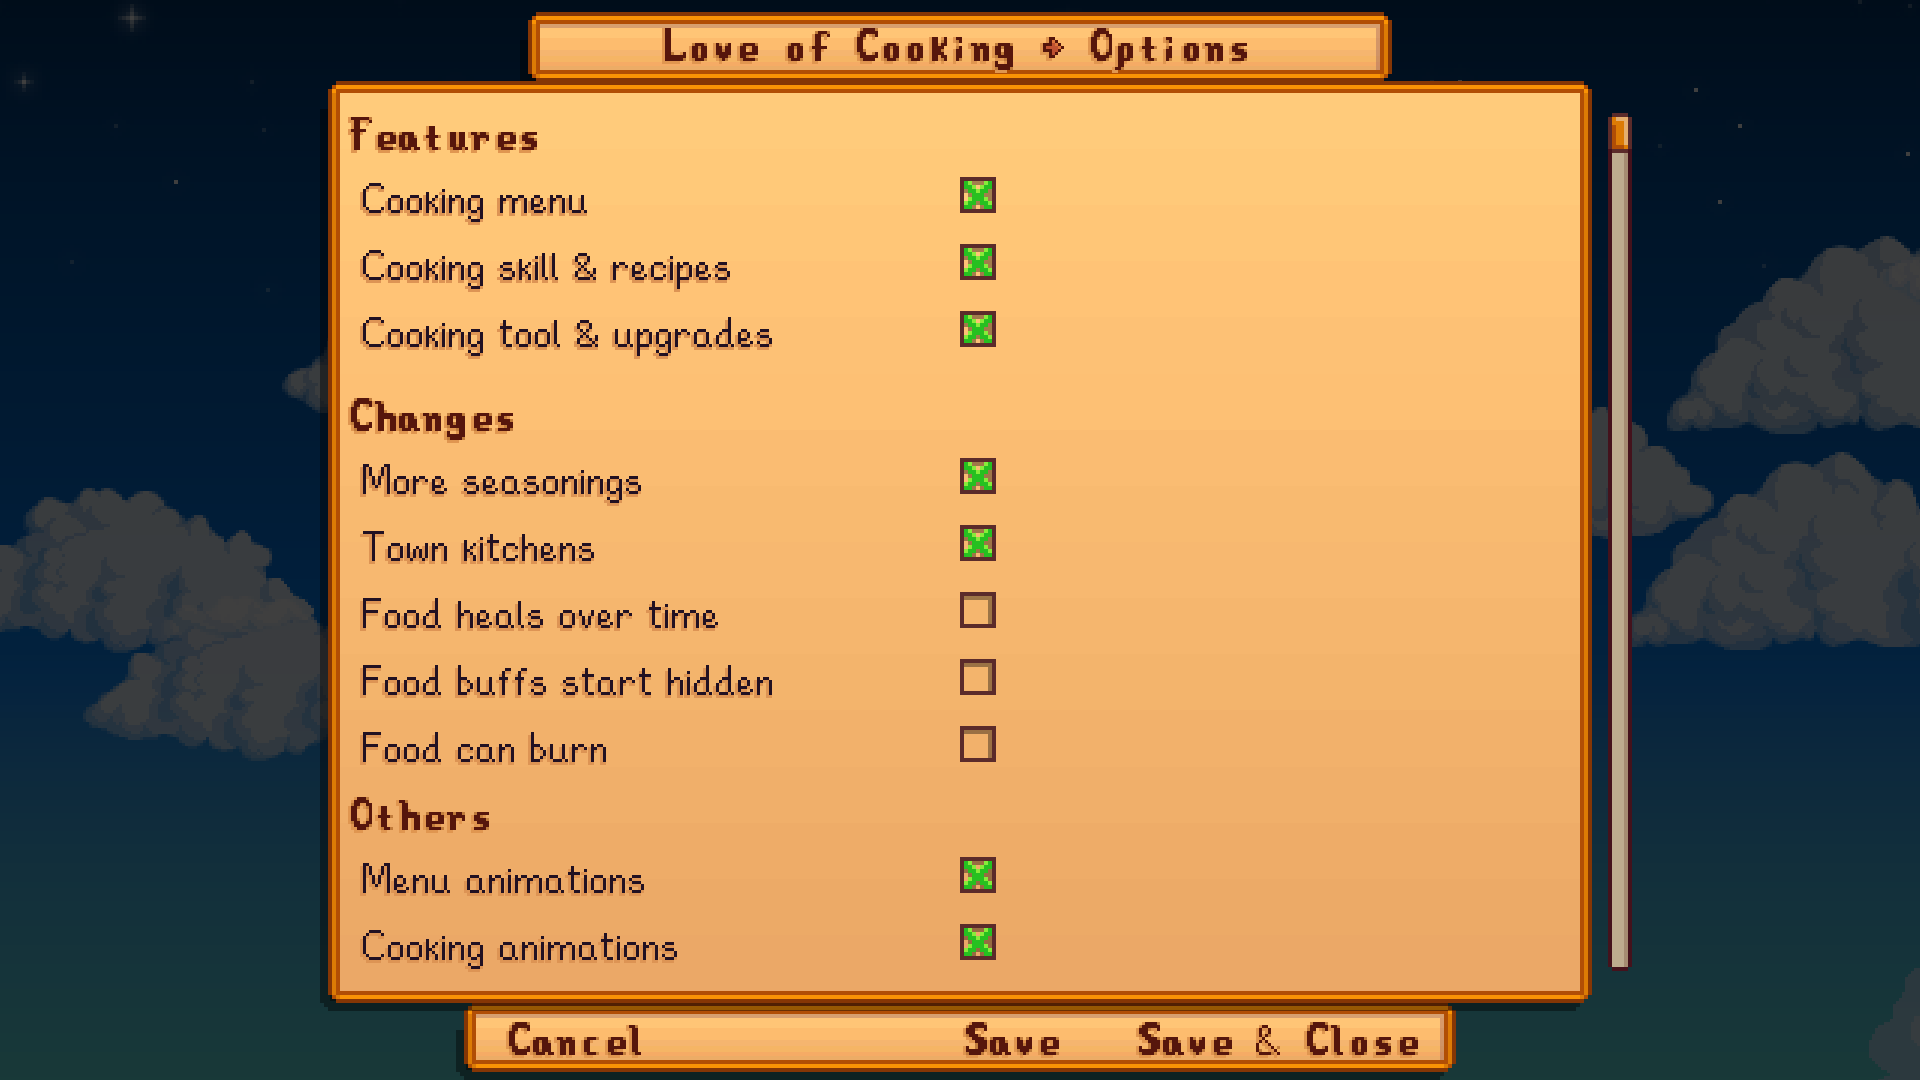 Love of Cooking → Options
Features
Cooking menu
Cooking skill & recipes
Cooking tool & upgrades
Changes
More seasonings
Town kitchens
Food heals over time
Food buffs start hidden
Food can burn
Others
Menu animations
Cooking animations
Cancel Save Save & Close